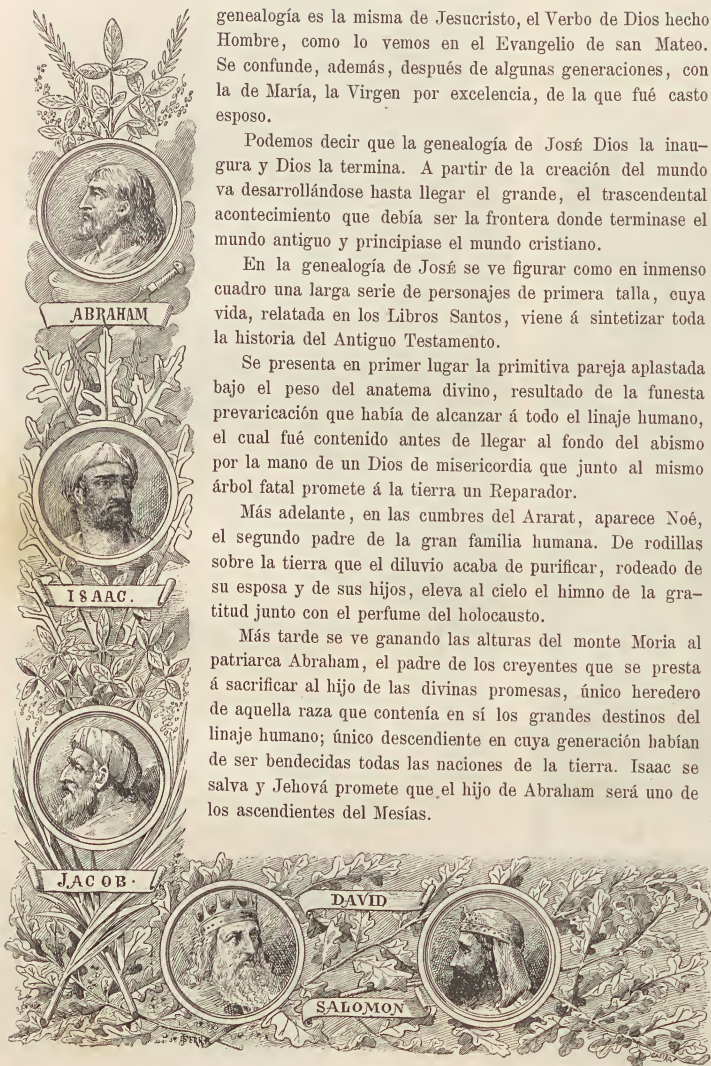 genealogía es la misma de Jesucristo, el Verbo de Dios hecho
Hombre, como lo vemos en el Evangelio de san Mateo.
Se confunde, además, después de algunas generaciones, con
la de María, la Virgen por excelencia, de la que fué casto
esposo.
Podemos decir que la genealogía de José Dios la inau-
gura y Dios la termina. A partir de la creación del mundo
va desarrollándose hasta llegar el grande, el trascendental
acontecimiento que debía ser la frontera donde terminase el
mundo antiguo y principiase el mundo cristiano.
En la genealogía de José se ve figurar como en inmenso
cuadro una larga serie de personajes de primera talla, cuya
vida, relatada en los Libros Santos, viene á sintetizar toda
la historia del Antiguo Testamento.
Se presenta en primer lugar la primitiva pareja aplastada
bajo el peso del anatema divino, resultado de la funesta
prevaricación que había de alcanzar á todo el linaje humano,
el cual fué contenido antes de llegar al fondo del abismo
por la mano de un Dios de misericordia que junto al mismo
árbol fatal promete á la tierra un Reparador.
Más adelante, en las cumbres del Ararat, aparece Noé,
el segundo padre de la gran familia humana. De rodillas
sobre la tierra que el diluvio acaba de purificar, rodeado de
su esposa y de sus hijos, eleva al cielo el himno de la gra-
titud junto con el perfume del holocausto.
Más tarde se ve ganando las alturas del monte Moria al
patriarca Abraham, el padre de los creyentes que se presta
á sacrificar al hijo de las divinas promesas, único heredero
de aquella raza que contenía en sí los grandes destinos del
linaje humano; único descendiente en cuya generación habían
de ser bendecidas todas las naciones de la tierra. Isaac se
salva y Jehová promete que el hijo de Abraham será uno de
los ascendientes del Mesías.
ABRAHAM
ISAAC.
JACOB.
DAVID
SALOMON